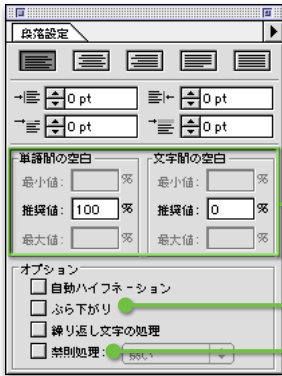 段落設定
0 pt 0 pt
0 pt 0 pt
単語間の空白 文字間の空白
最小値: % 最小値: %
推奨値: 100 % 推奨値: 0 %
最大値: % 最大値: %
オプション
自動ハイフネーション
ぶら下がり
繰り返し文字の処理
禁則処理: